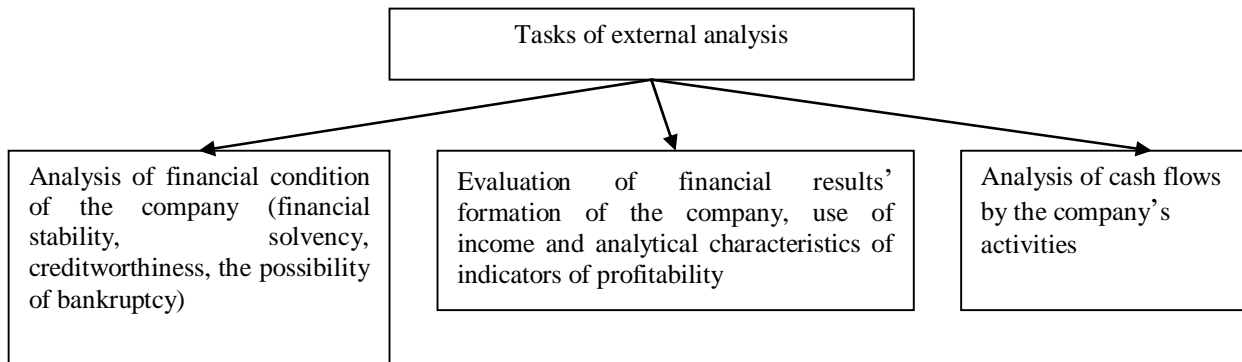 Tasks of external analysis
Analysis of financial condition
of the company (financial
stability, solvency,
creditworthiness, the possibility
of bankruptcy)
Evaluation of financial results’
formation of the company, use of
income and analytical characteristics of
indicators of profitability
Analysis of cash flows
by the company’s
activities